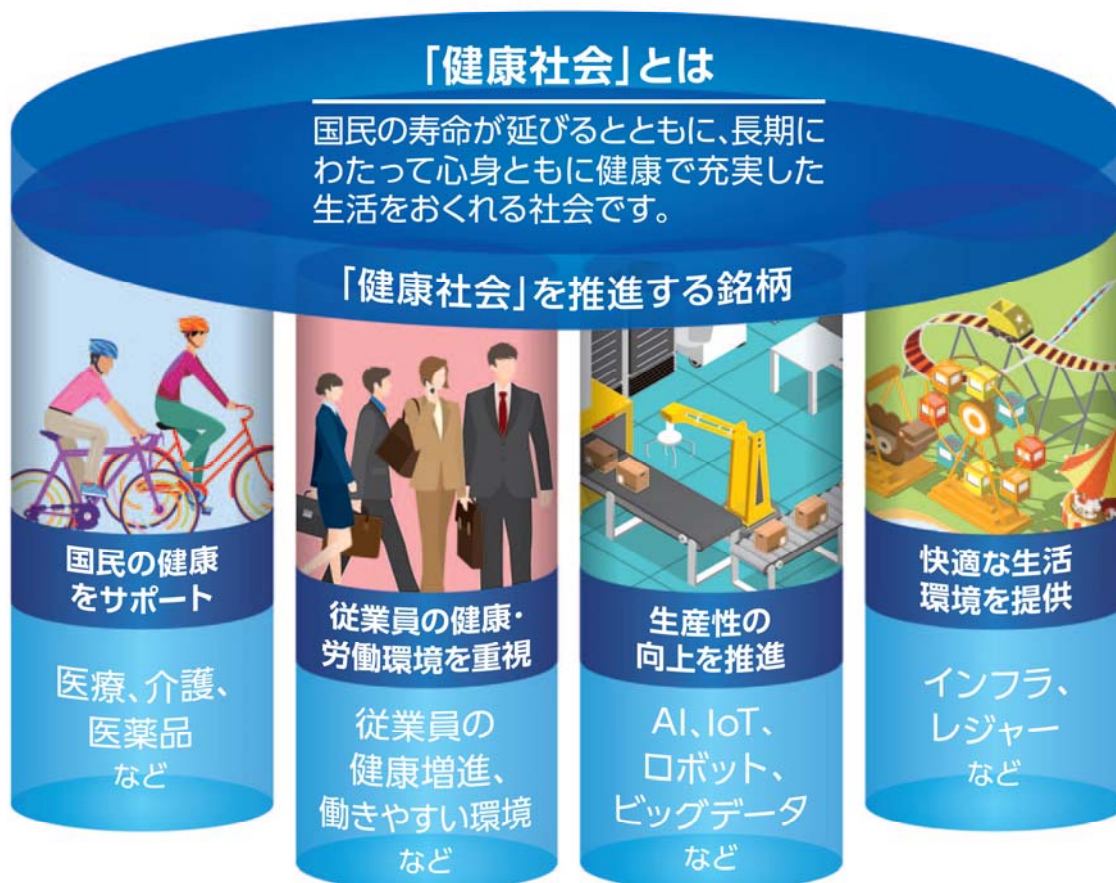 「健康社会」とは
国民の寿命が延びるとともに、長期に
わたって心身ともに健康で充実した
生活をおくれる社会です。
「健康社会」を推進する銘柄
国民の健康
をサポート
医療、介護、
医薬品
など
従業員の健康・
労働環境を重視
従業員の
健康増進、
働きやすい環境
など
生産性の
向上を推進
AI、IoT、
ロボット、
ビッグデータ
など
快適な生活
環境を提供
インフラ、
レジャー
など